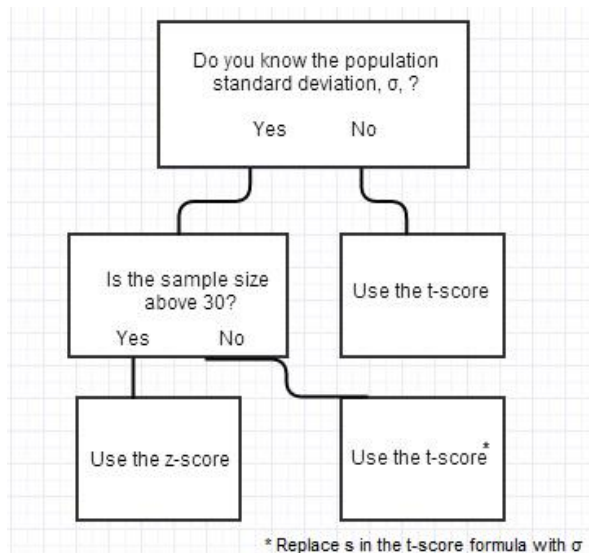 Do you know the population
standard deviation, σ, ?
Yes No
Is the sample size
above 30?
Yes No
Use the t-score
Use the z-score
Use the t-score*
* Replace s in the t-score formula with σ